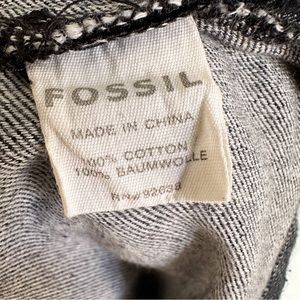 FOSSIL
MADE IN CHINA
100% COTTON
100% BAUMWOLLE